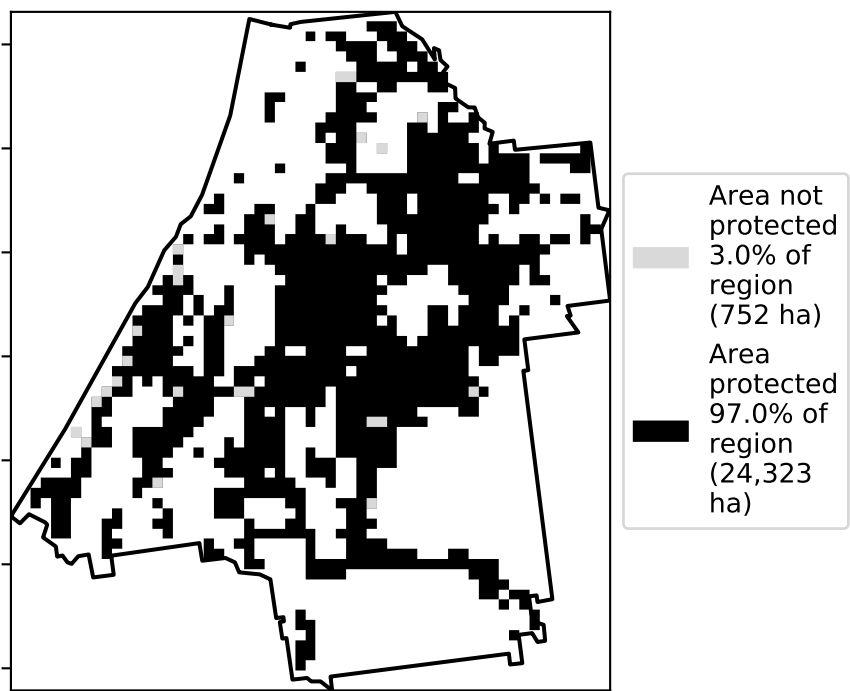 Area not
protected
3.0% of
region
(752 ha)
Area
protected
97.0% of
region
(24,323
ha)